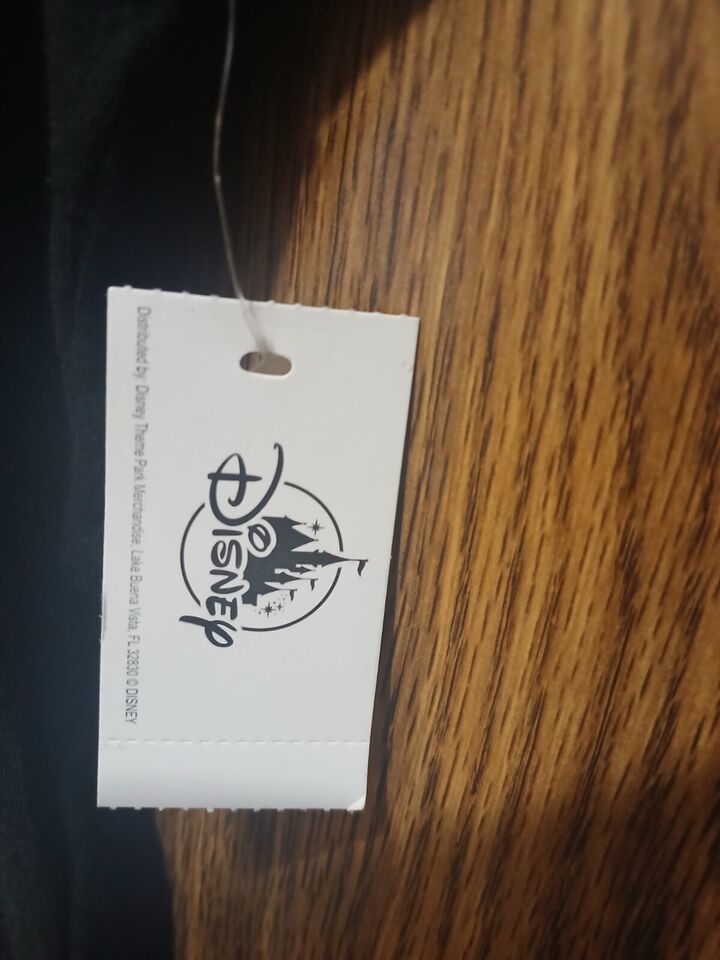 DISNEY
Distributed by: Disney Theme Park Merchandise, Lake Buena Vista, FL 32830 © DISNEY